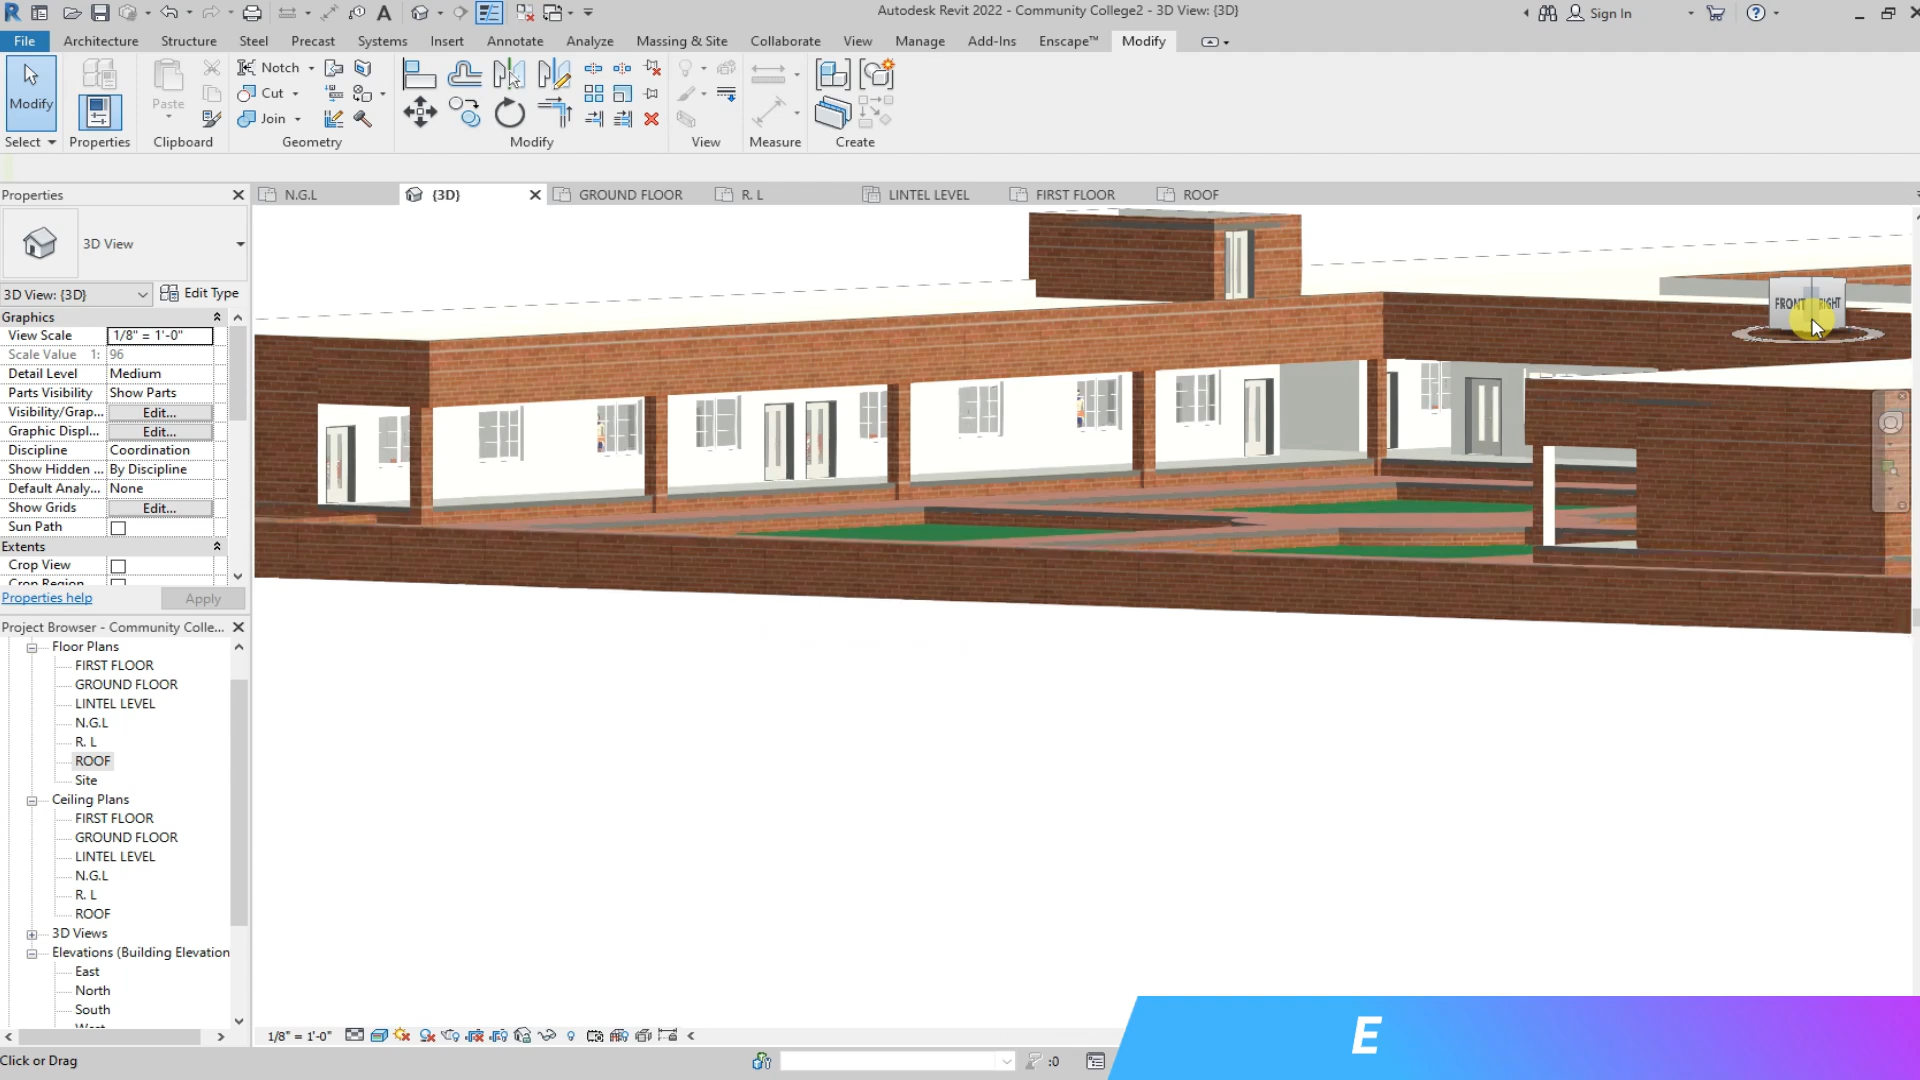 Autodesk Revit 2022 - Community College2 - 3D View: {3D}
Sign In
File Architecture Structure Steel Precast Systems Insert Annotate Analyze Massing & Site Collaborate View Manage Add-Ins Enscape™ Modify
Modify
Paste
Notch
Cut
Join
Select Properties Clipboard Geometry Modify View Measure Create
Properties
N.G.L {3D} GROUND FLOOR R. L LINTEL LEVEL FIRST FLOOR ROOF
3D View
3D View: {3D} Edit Type
Graphics
View Scale 1/8" = 1'-0"
Scale Value 1: 96
Detail Level Medium
Parts Visibility Show Parts
Visibility/Grap... Edit...
Graphic Displ... Edit...
Discipline Coordination
Show Hidden ... By Discipline
Default Analy... None
Show Grids Edit...
Sun Path
Extents
Crop View
Crop Region
Properties help Apply
FRONT RIGHT
Project Browser - Community Colle...
Floor Plans
FIRST FLOOR
GROUND FLOOR
LINTEL LEVEL
N.G.L
R. L
ROOF
Site
Ceiling Plans
FIRST FLOOR
GROUND FLOOR
LINTEL LEVEL
N.G.L
R. L
ROOF
3D Views
Elevations (Building Elevation
East
North
South
West
1/8" = 1'-0"
Click or Drag
:0
E